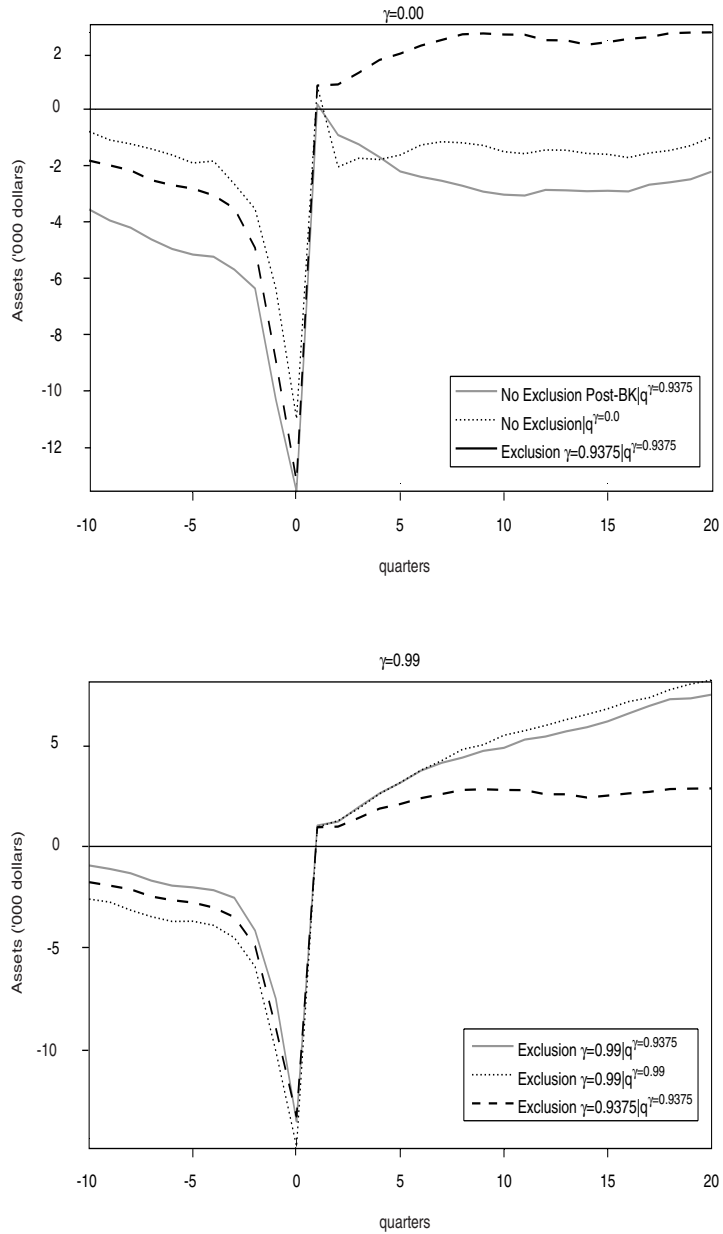 γ=0.00
2
0
-2
-4
-6
-8
-10
-12
Assets ('000 dollars)
No Exclusion Post-BK|q^γ=0.9375
No Exclusion|q^γ=0.0
Exclusion γ=0.9375|q^γ=0.9375
-10 -5 0 5 10 15 20
quarters
γ=0.99
5
0
-5
-10
Assets ('000 dollars)
Exclusion γ=0.99|q^γ=0.9375
Exclusion γ=0.99|q^γ=0.99
Exclusion γ=0.9375|q^γ=0.9375
-10 -5 0 5 10 15 20
quarters